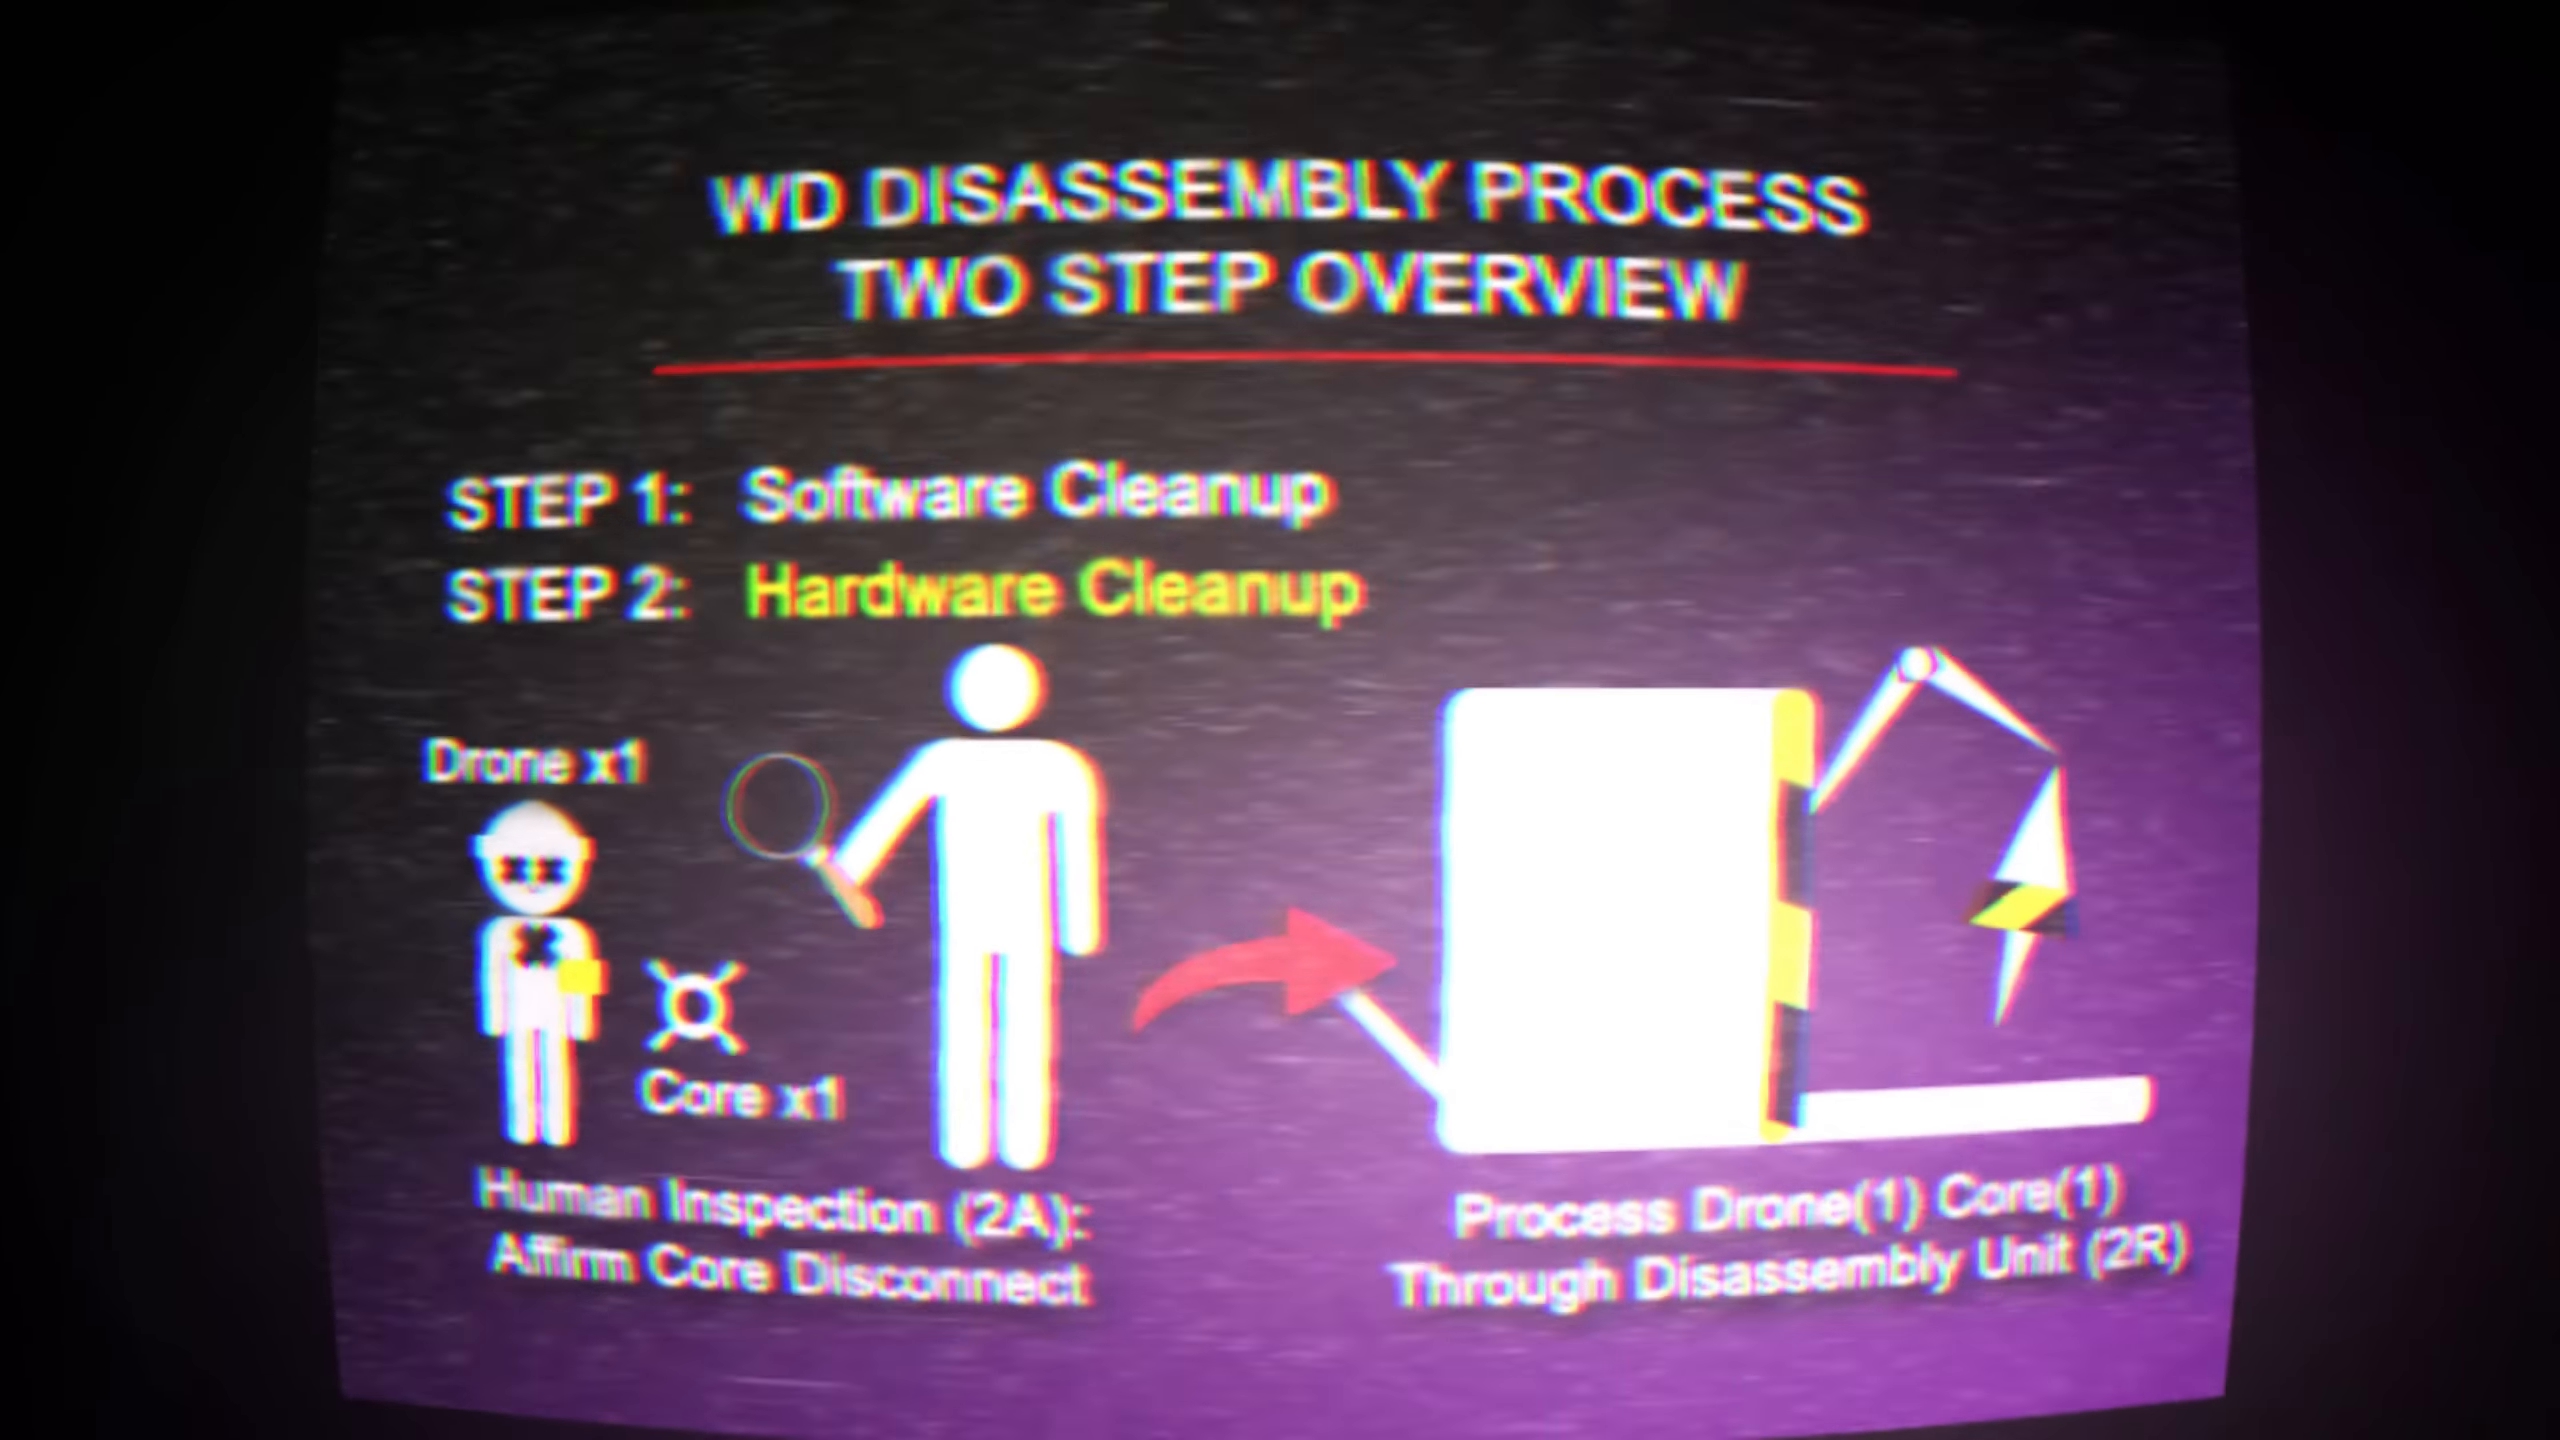 WD DISASSEMBLY PROCESS
TWO STEP OVERVIEW
STEP 1: Software Cleanup
STEP 2: Hardware Cleanup
Drone x1
Core x1
Human Inspection (2A):
Affirm Core Disconnect
Process Drone(1) Core(1)
Through Disassembly Unit (2R)